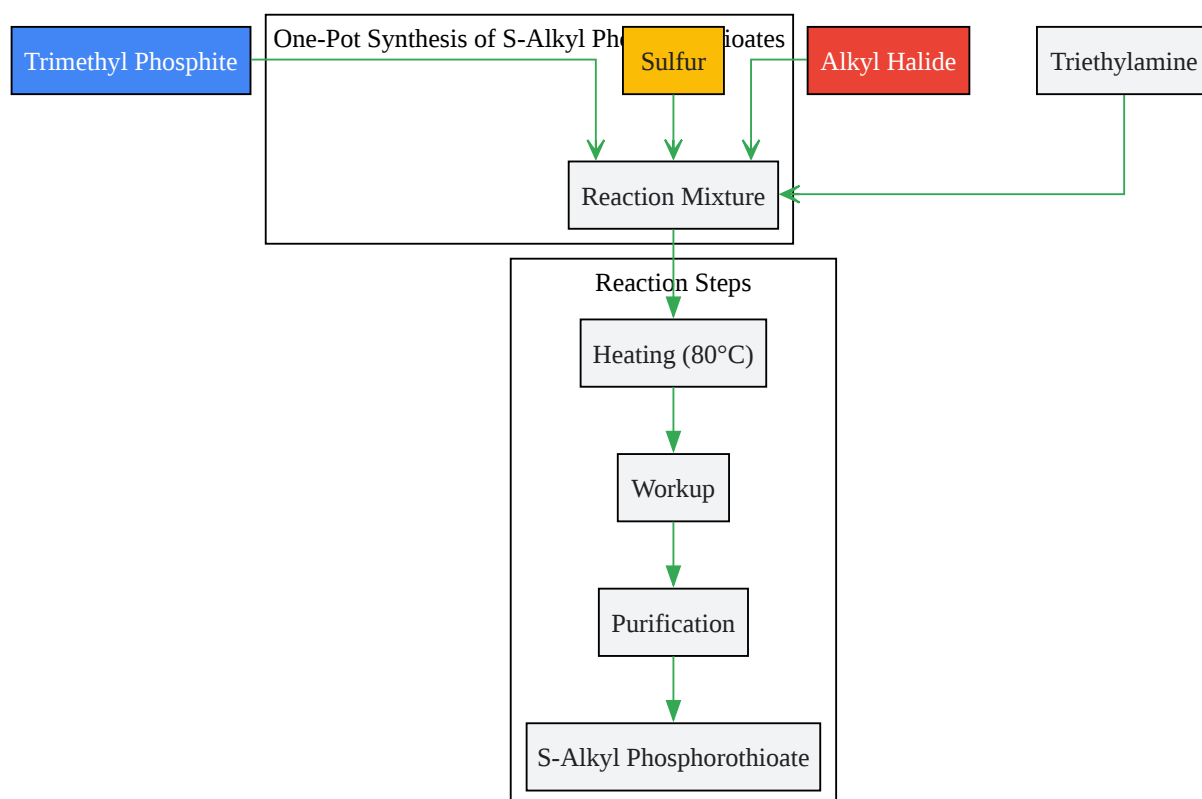 One-Pot Synthesis of S-Alkyl Ph ioates
Trimethyl Phosphite
Sulfur
Alkyl Halide
Triethylamine
Reaction Mixture
Reaction Steps
Heating (80°C)
Workup
Purification
S-Alkyl Phosphorothioate